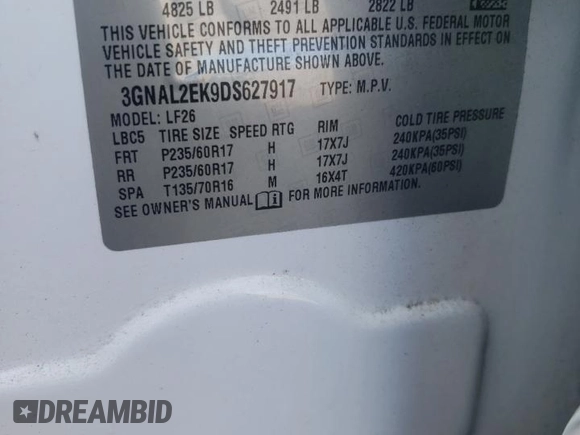 4825 LB 2491 LB 2822 LB
THIS VEHICLE CONFORMS TO ALL APPLICABLE U.S. FEDERAL MOTOR
VEHICLE SAFETY AND THEFT PREVENTION STANDARDS IN EFFECT ON
THE DATE OF MANUFACTURE SHOWN ABOVE.
3GNAL2EK9DS627917 TYPE: M.P.V.
MODEL: LF26
LBC5 TIRE SIZE SPEED RTG RIM COLD TIRE PRESSURE
FRT P235/60R17 H 17X7J 240KPA(35PSI)
RR P235/60R17 H 17X7J 240KPA(35PSI)
SPA T135/70R16 M 16X4T 420KPA(60PSI)
SEE OWNER'S MANUAL FOR MORE INFORMATION.
DREAMBID